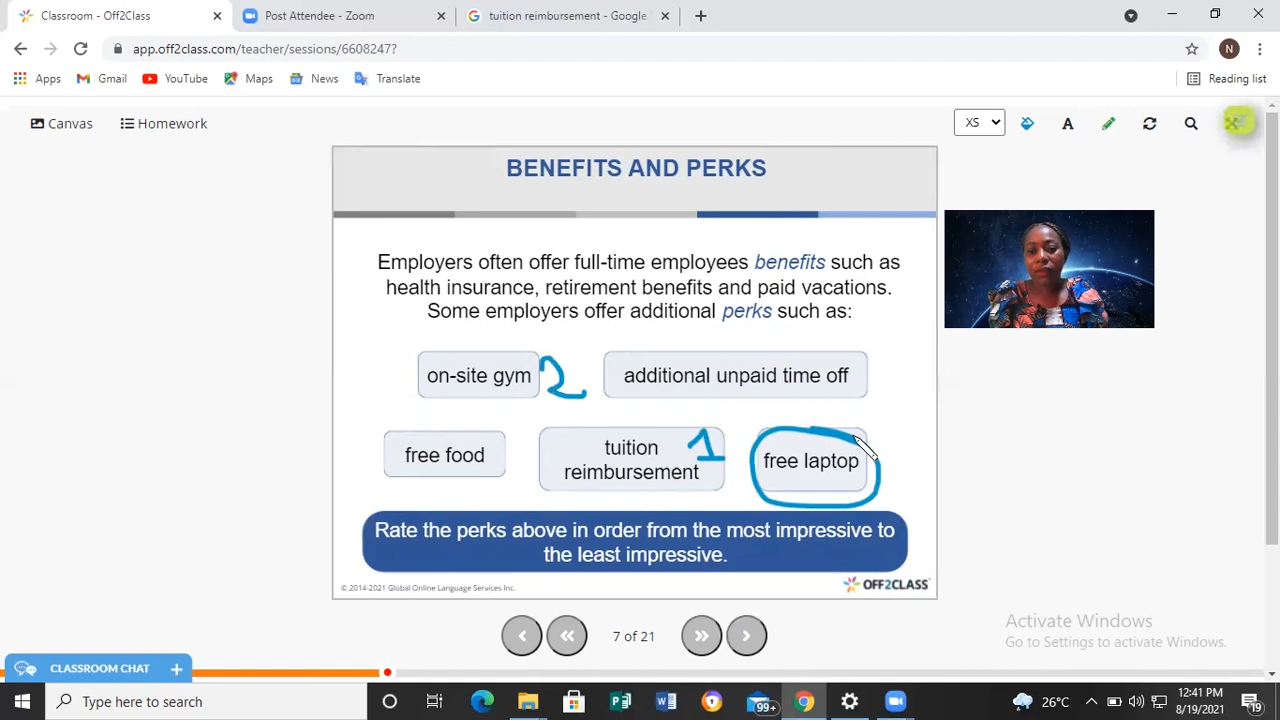 Classroom - Off2Class
Post Attendee - Zoom
tuition reimbursement - Google
app.off2class.com/teacher/sessions/6608247?
N
Apps
Gmail
YouTube
Maps
News
Translate
Reading list
Canvas
Homework
XS
A
BENEFITS AND PERKS
Employers often offer full-time employees benefits such as
health insurance, retirement benefits and paid vacations.
Some employers offer additional perks such as:
on-site gym 2
additional unpaid time off
free food
tuition
reimbursement 1
free laptop
Rate the perks above in order from the most impressive to
the least impressive.
© 2014-2021 Global Online Language Services Inc.
OFF2CLASS
7 of 21
Activate Windows
Go to Settings to activate Windows.
CLASSROOM CHAT +
Type here to search
99+
26°C
12:41 PM
8/19/2021
19